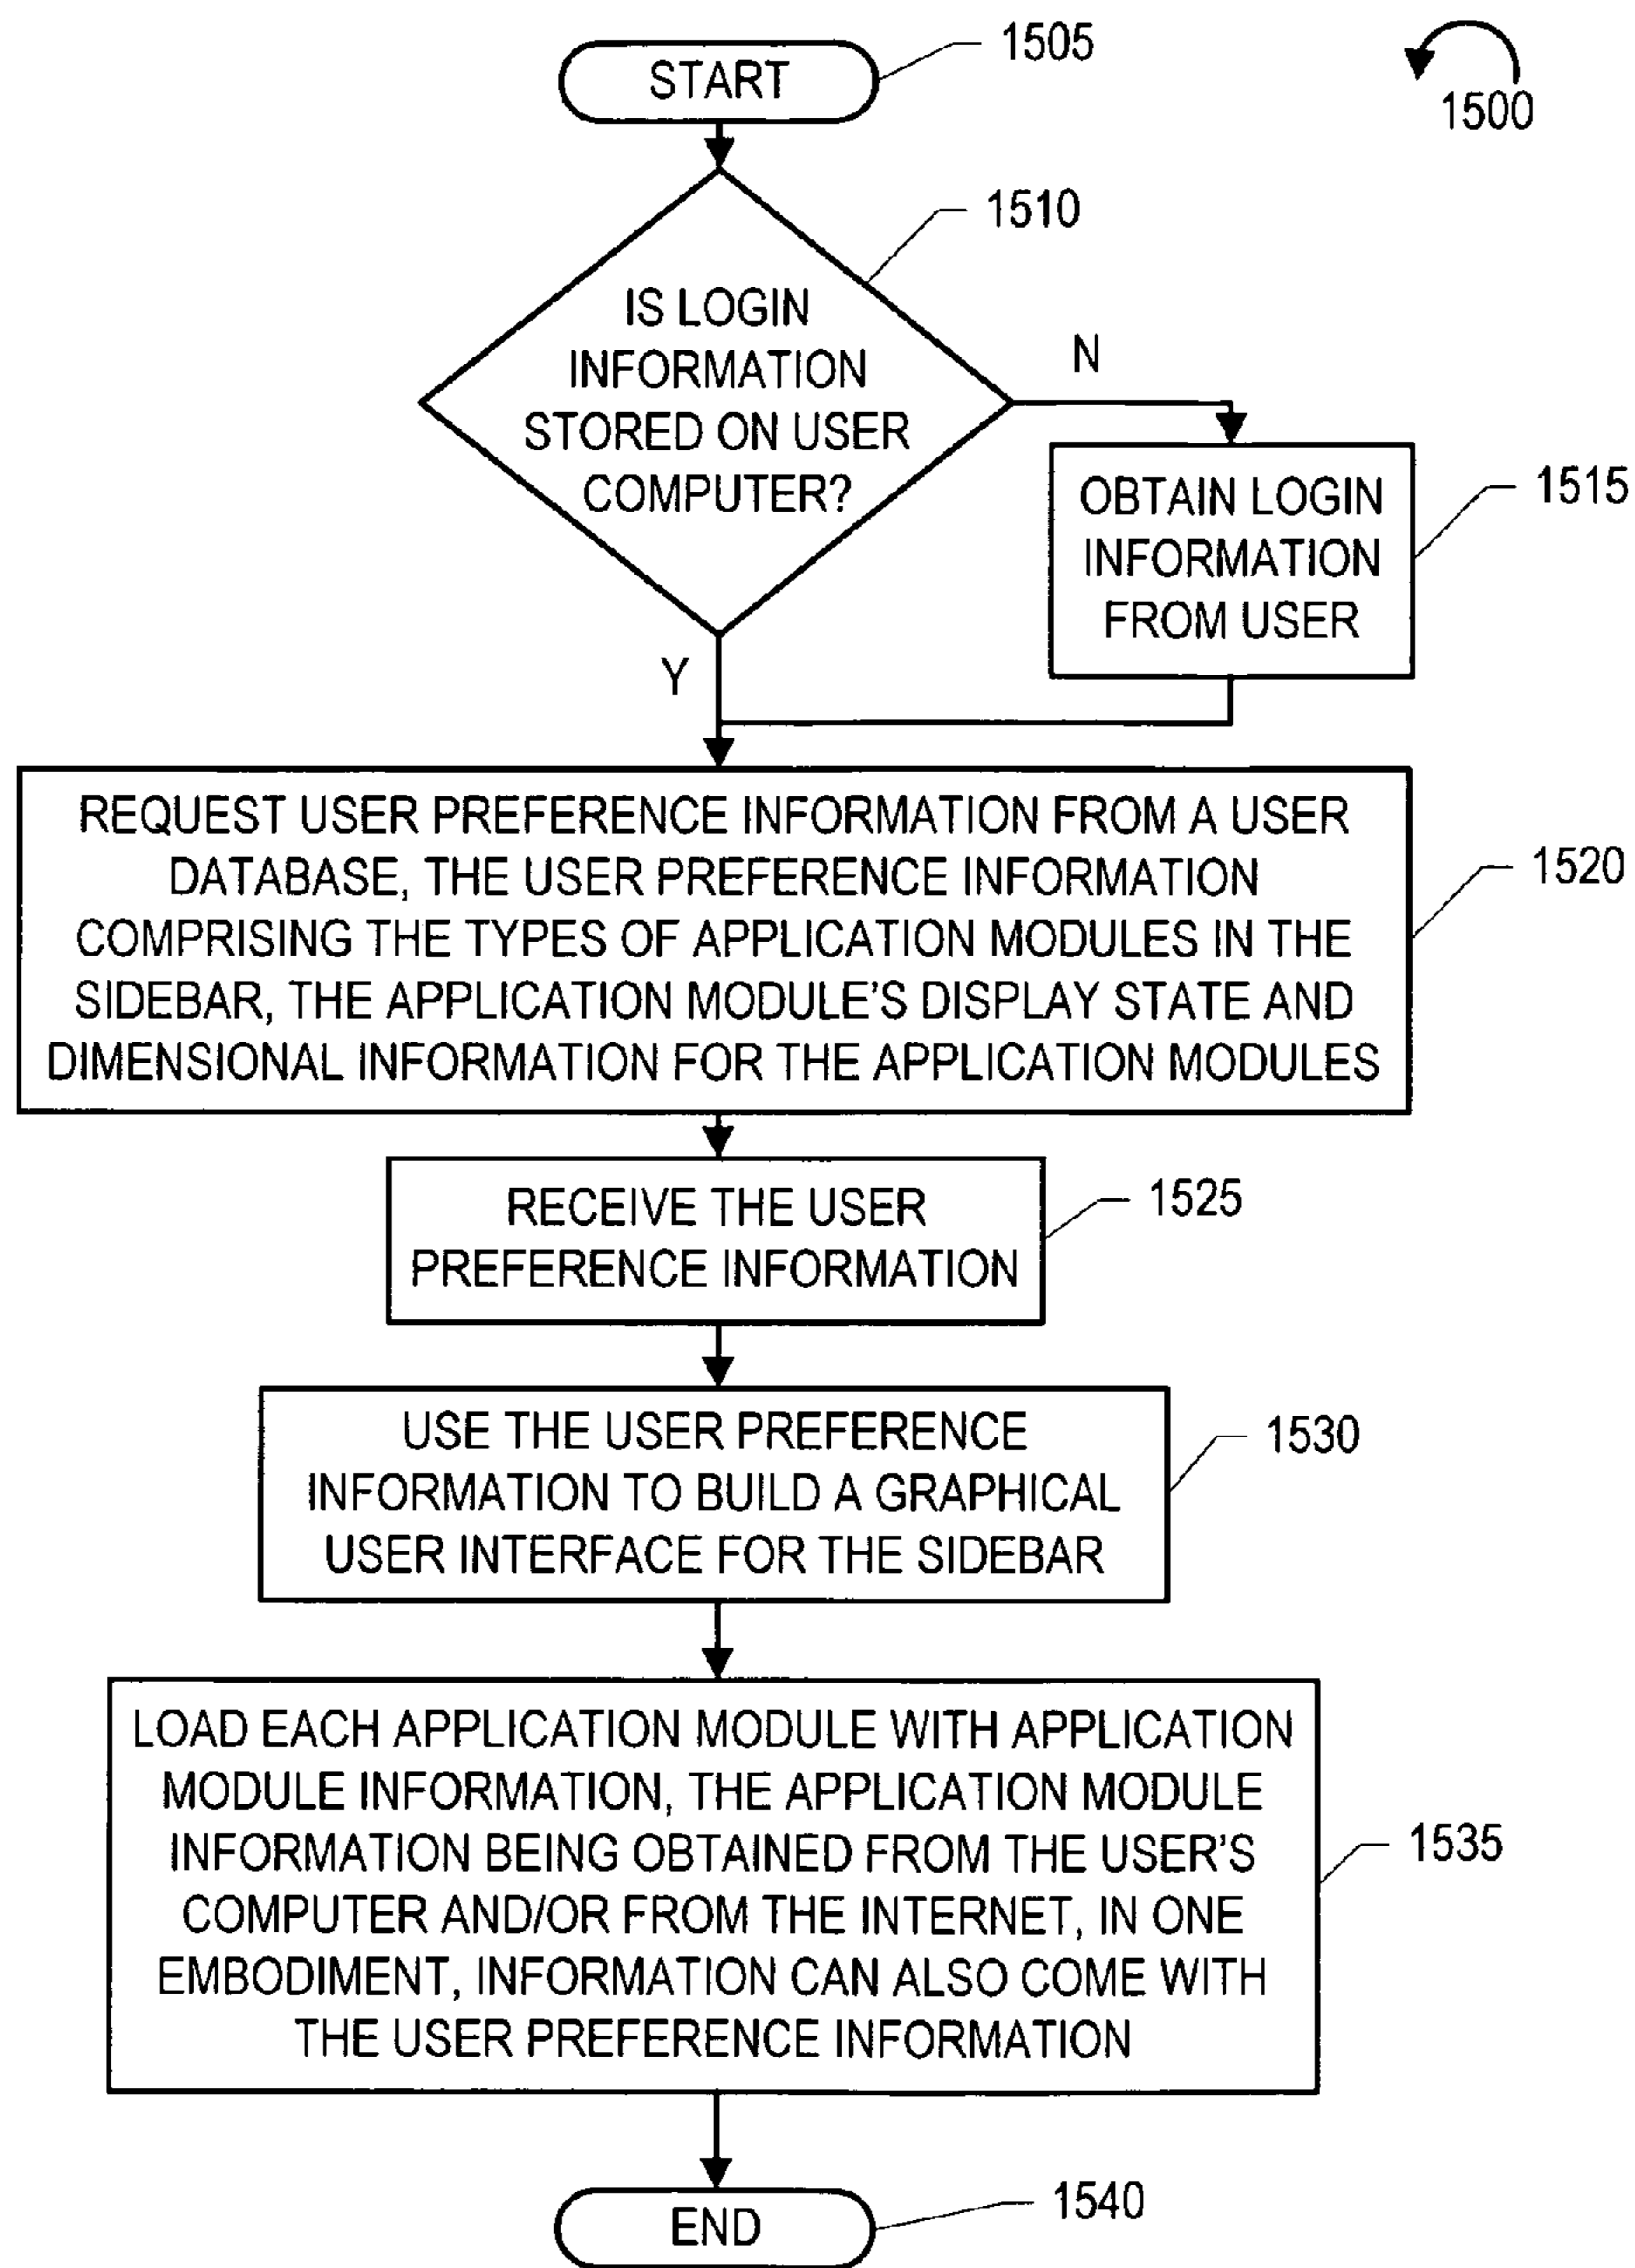 START
1505
1500
1510
IS LOGIN
INFORMATION
STORED ON USER
COMPUTER?
N
Y
OBTAIN LOGIN
INFORMATION
FROM USER
1515
REQUEST USER PREFERENCE INFORMATION FROM A USER
DATABASE, THE USER PREFERENCE INFORMATION
COMPRISING THE TYPES OF APPLICATION MODULES IN THE
SIDEBAR, THE APPLICATION MODULE'S DISPLAY STATE AND
DIMENSIONAL INFORMATION FOR THE APPLICATION MODULES
1520
RECEIVE THE USER
PREFERENCE INFORMATION
1525
USE THE USER PREFERENCE
INFORMATION TO BUILD A GRAPHICAL
USER INTERFACE FOR THE SIDEBAR
1530
LOAD EACH APPLICATION MODULE WITH APPLICATION
MODULE INFORMATION, THE APPLICATION MODULE
INFORMATION BEING OBTAINED FROM THE USER'S
COMPUTER AND/OR FROM THE INTERNET, IN ONE
EMBODIMENT, INFORMATION CAN ALSO COME WITH
THE USER PREFERENCE INFORMATION
1535
END
1540